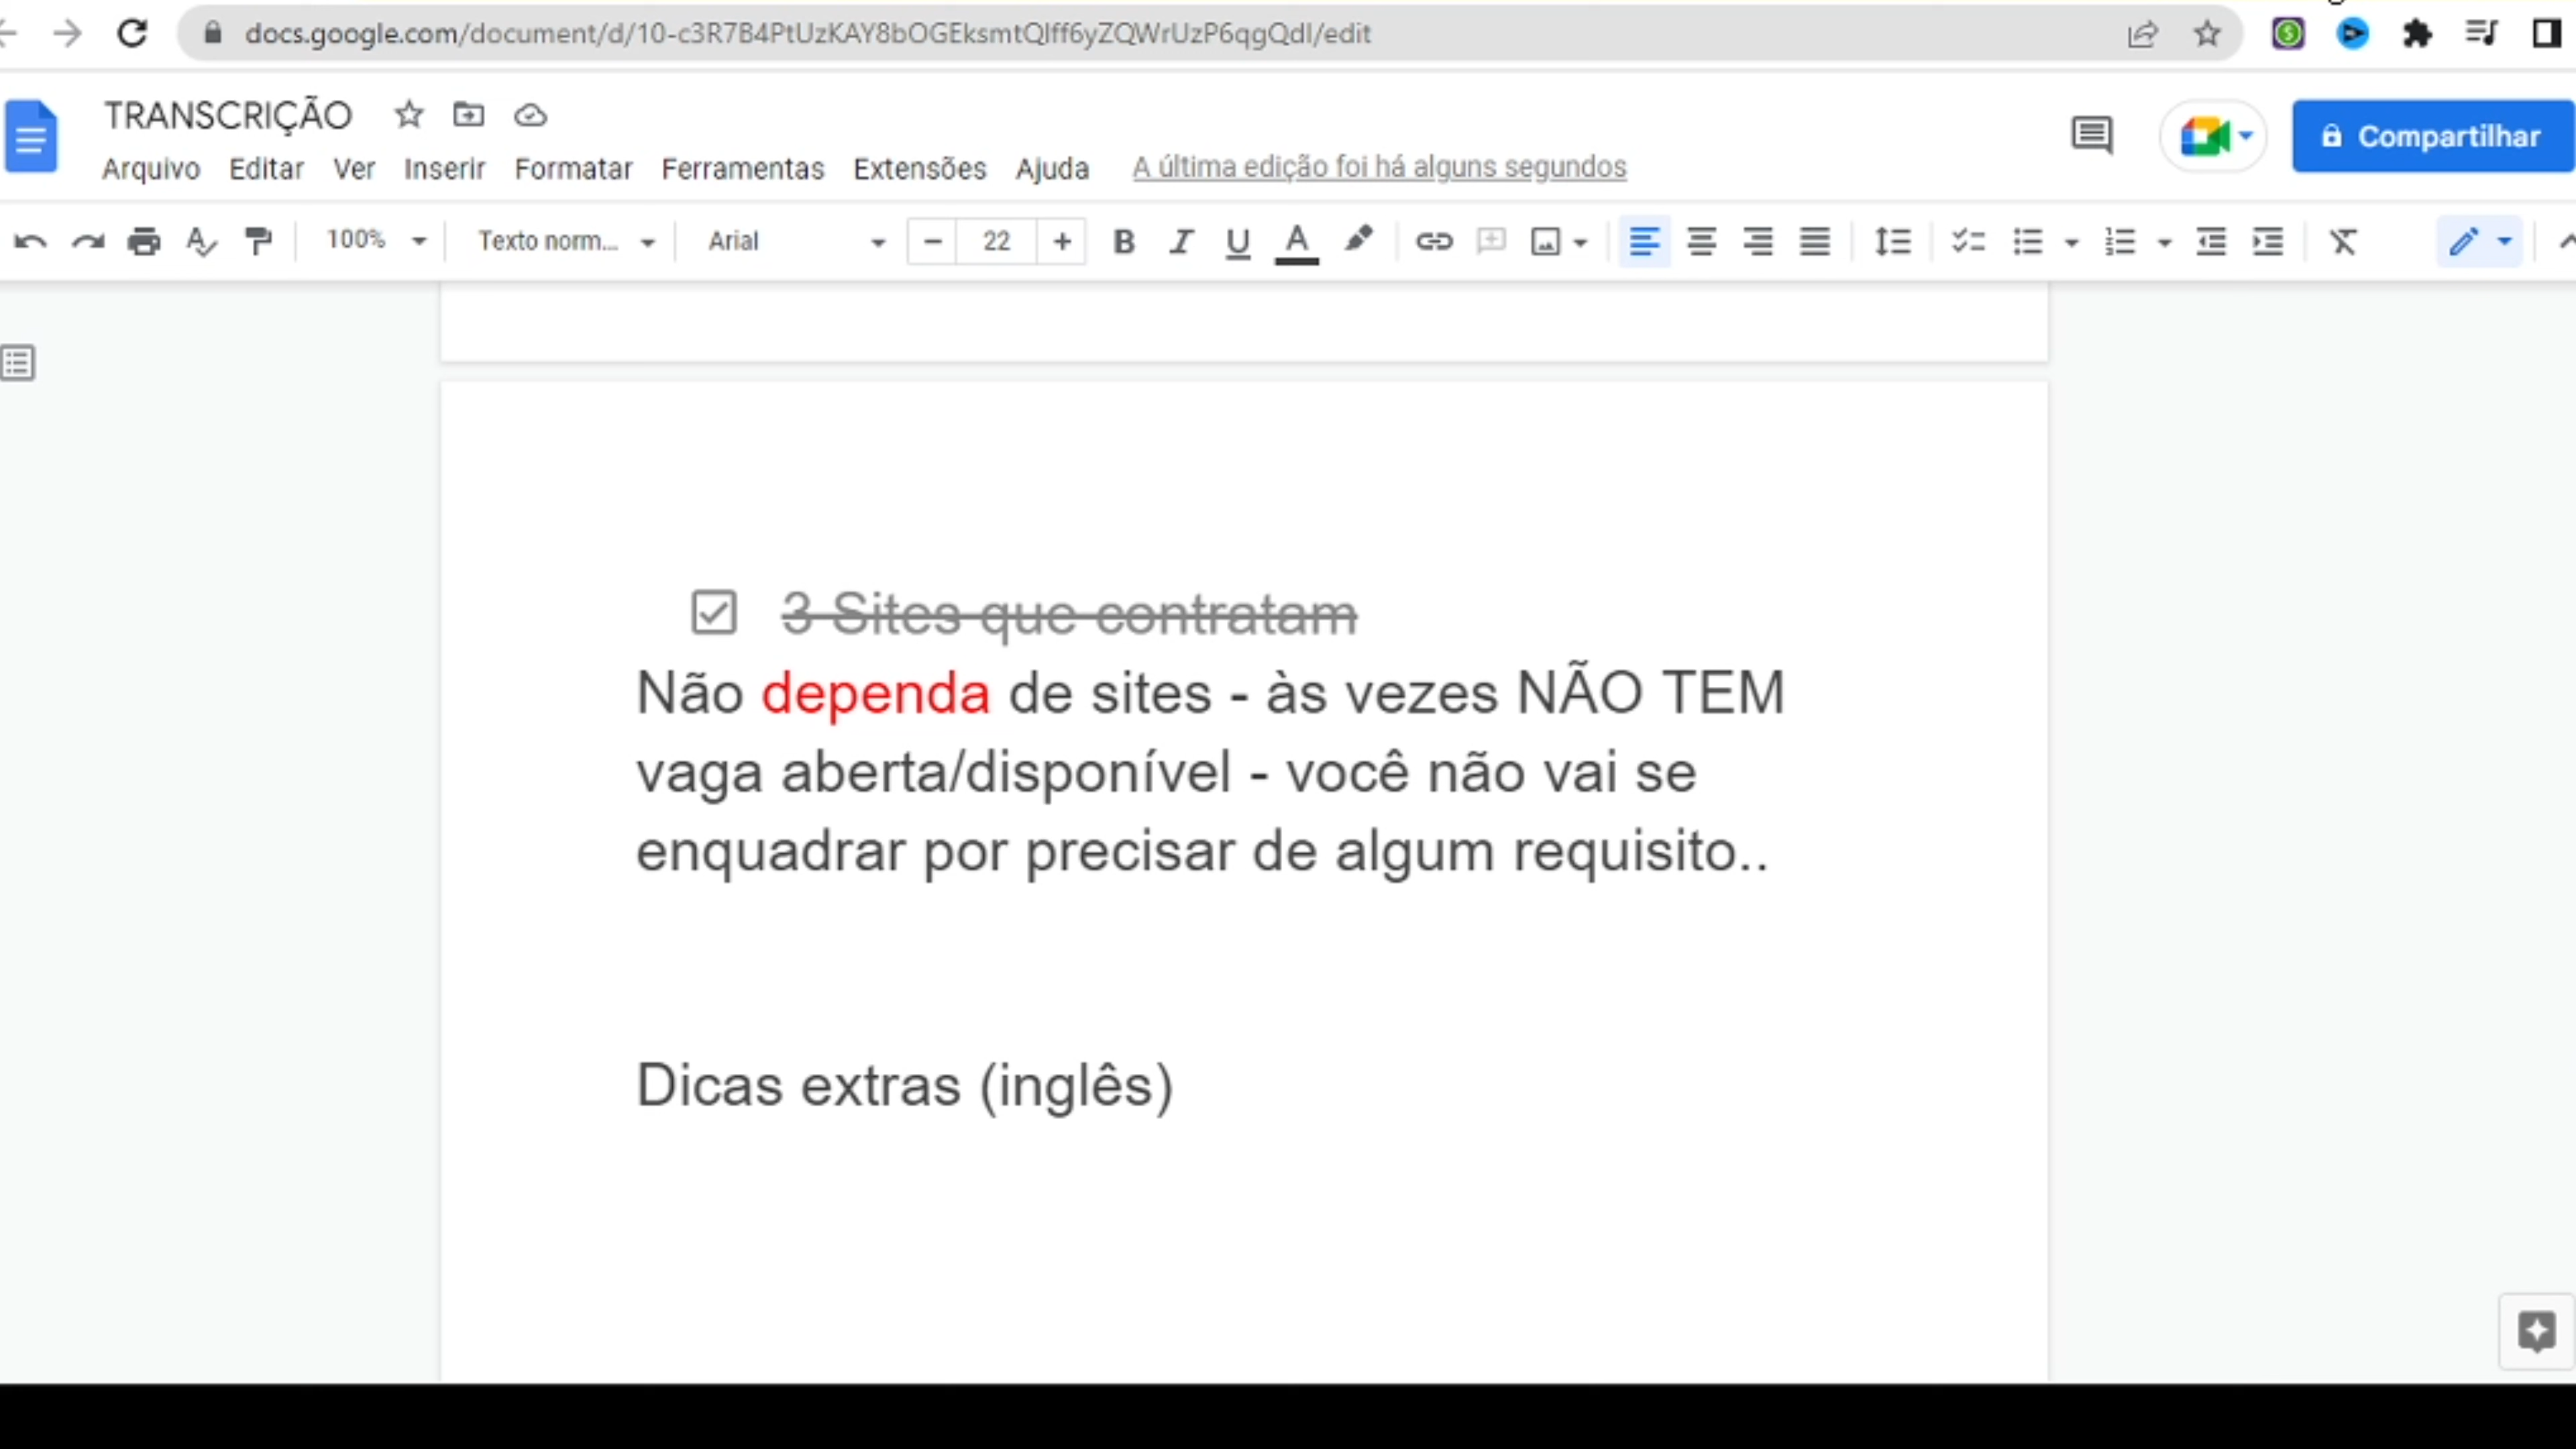 docs.google.com/document/d/10-c3R7B4PtUzKAY8bOGEksmtQIff6yZQWrUzP6qgQdI/edit
TRANSCRIÇÃO
Compartilhar
Arquivo Editar Ver Inserir Formatar Ferramentas Extensões Ajuda A última edição foi há alguns segundos
100% Texto norm... Arial 22 B I U A
3 Sites que contratam
Não dependa de sites - às vezes NÃO TEM
vaga aberta/disponível - você não vai se
enquadrar por precisar de algum requisito..
Dicas extras (inglês)